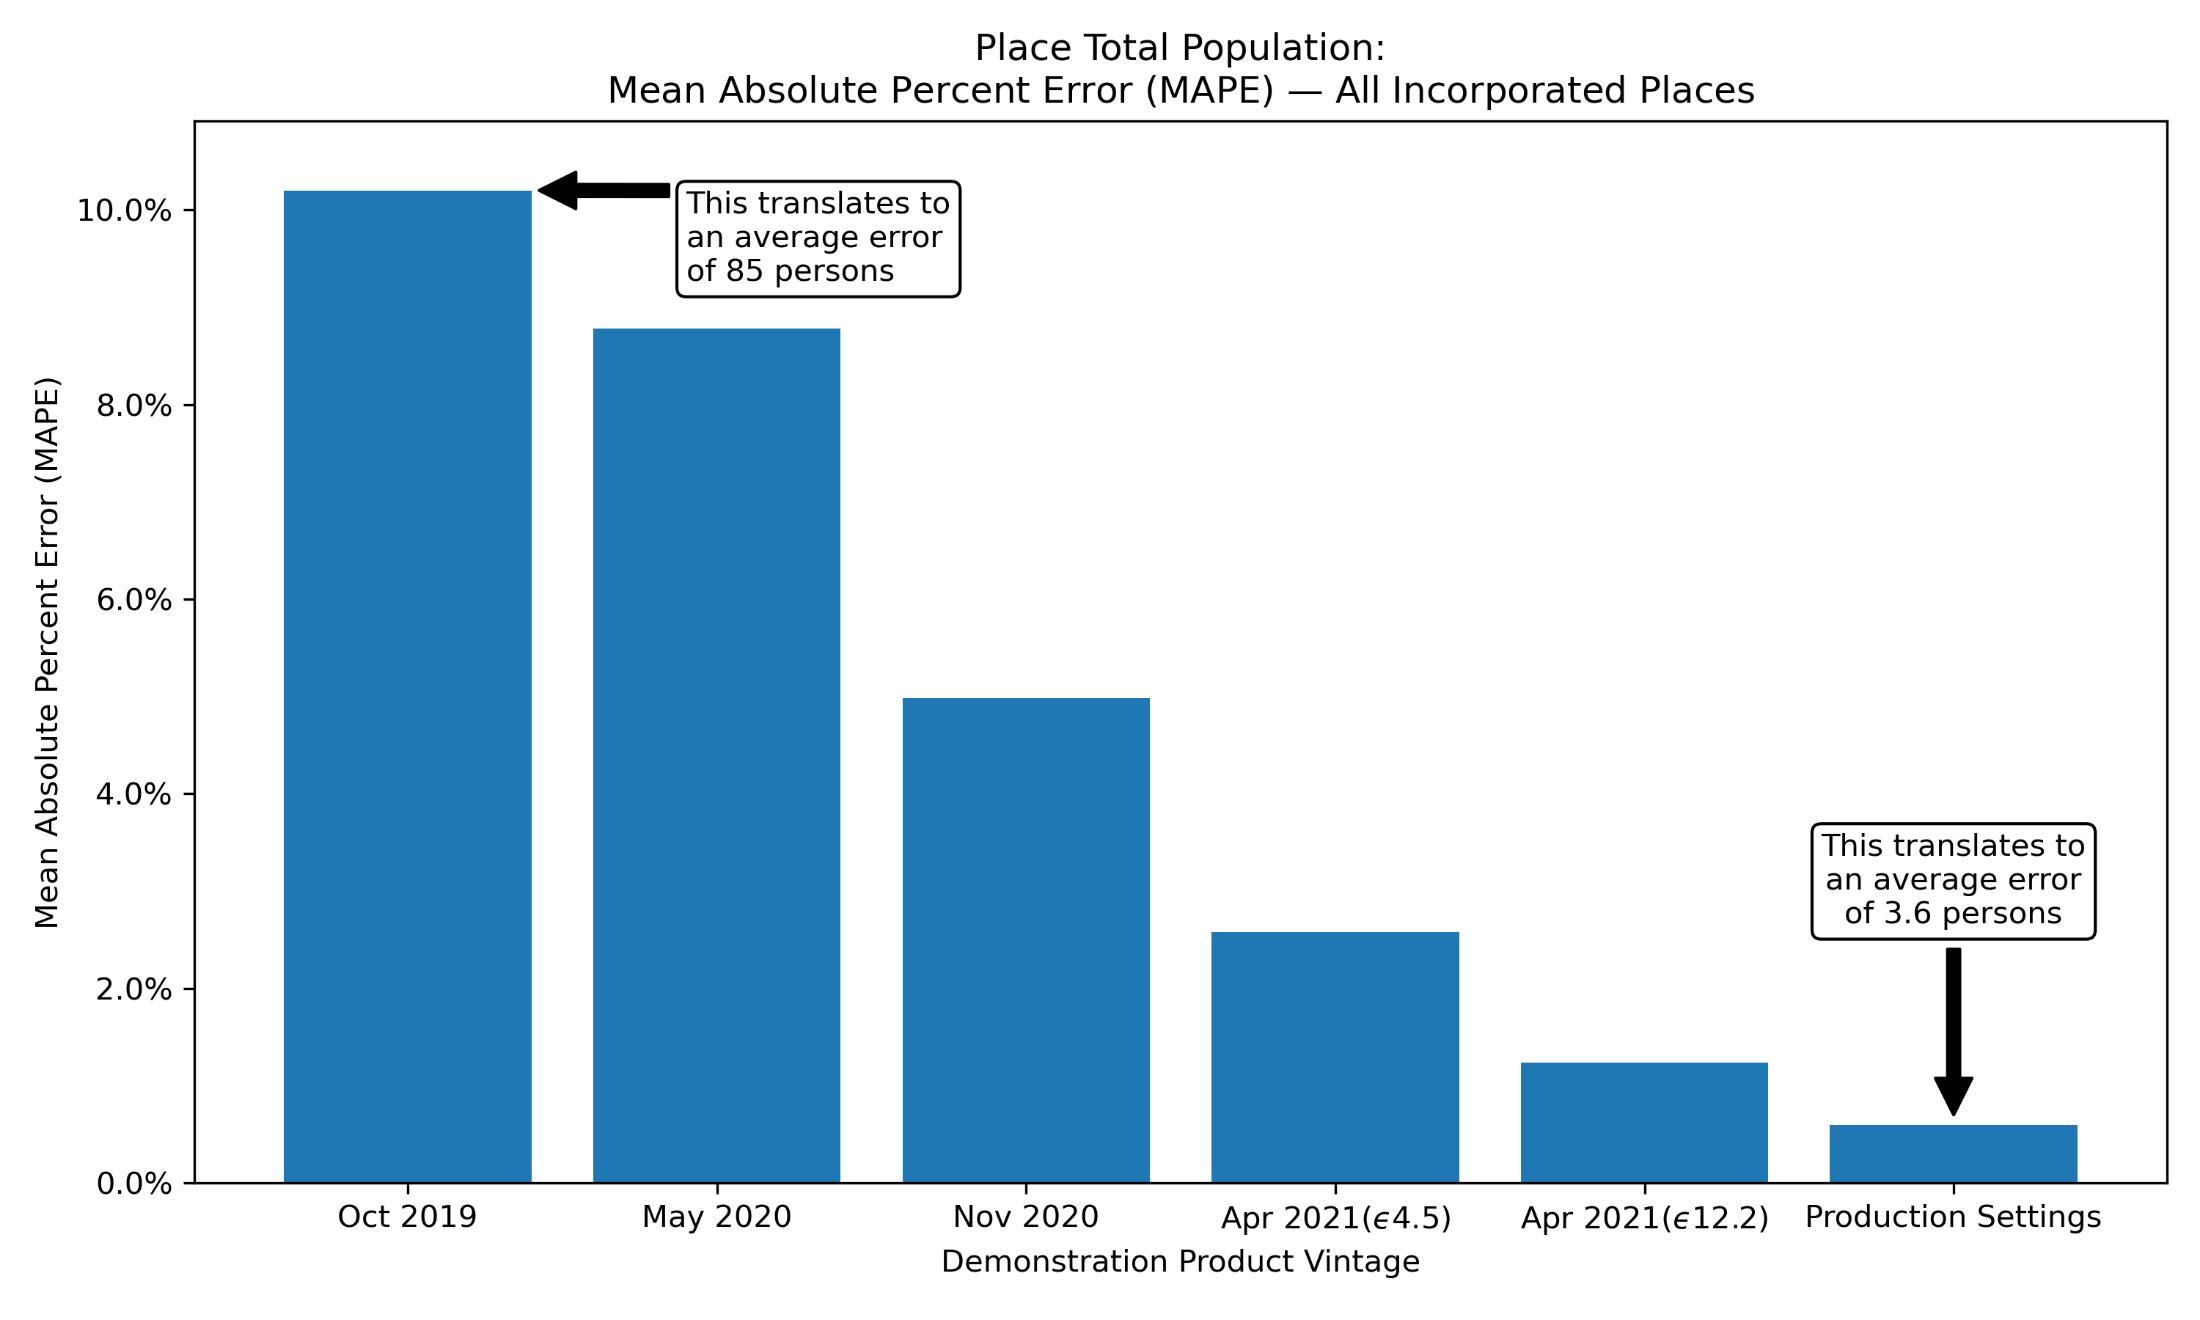 Place Total Population:
Mean Absolute Percent Error (MAPE) — All Incorporated Places
Mean Absolute Percent Error (MAPE)
10.0%
8.0%
6.0%
4.0%
2.0%
0.0%
This translates to
an average error
of 85 persons
This translates to
an average error
of 3.6 persons
Oct 2019
May 2020
Nov 2020
Apr 2021(ϵ4.5)
Apr 2021(ϵ12.2)
Production Settings
Demonstration Product Vintage